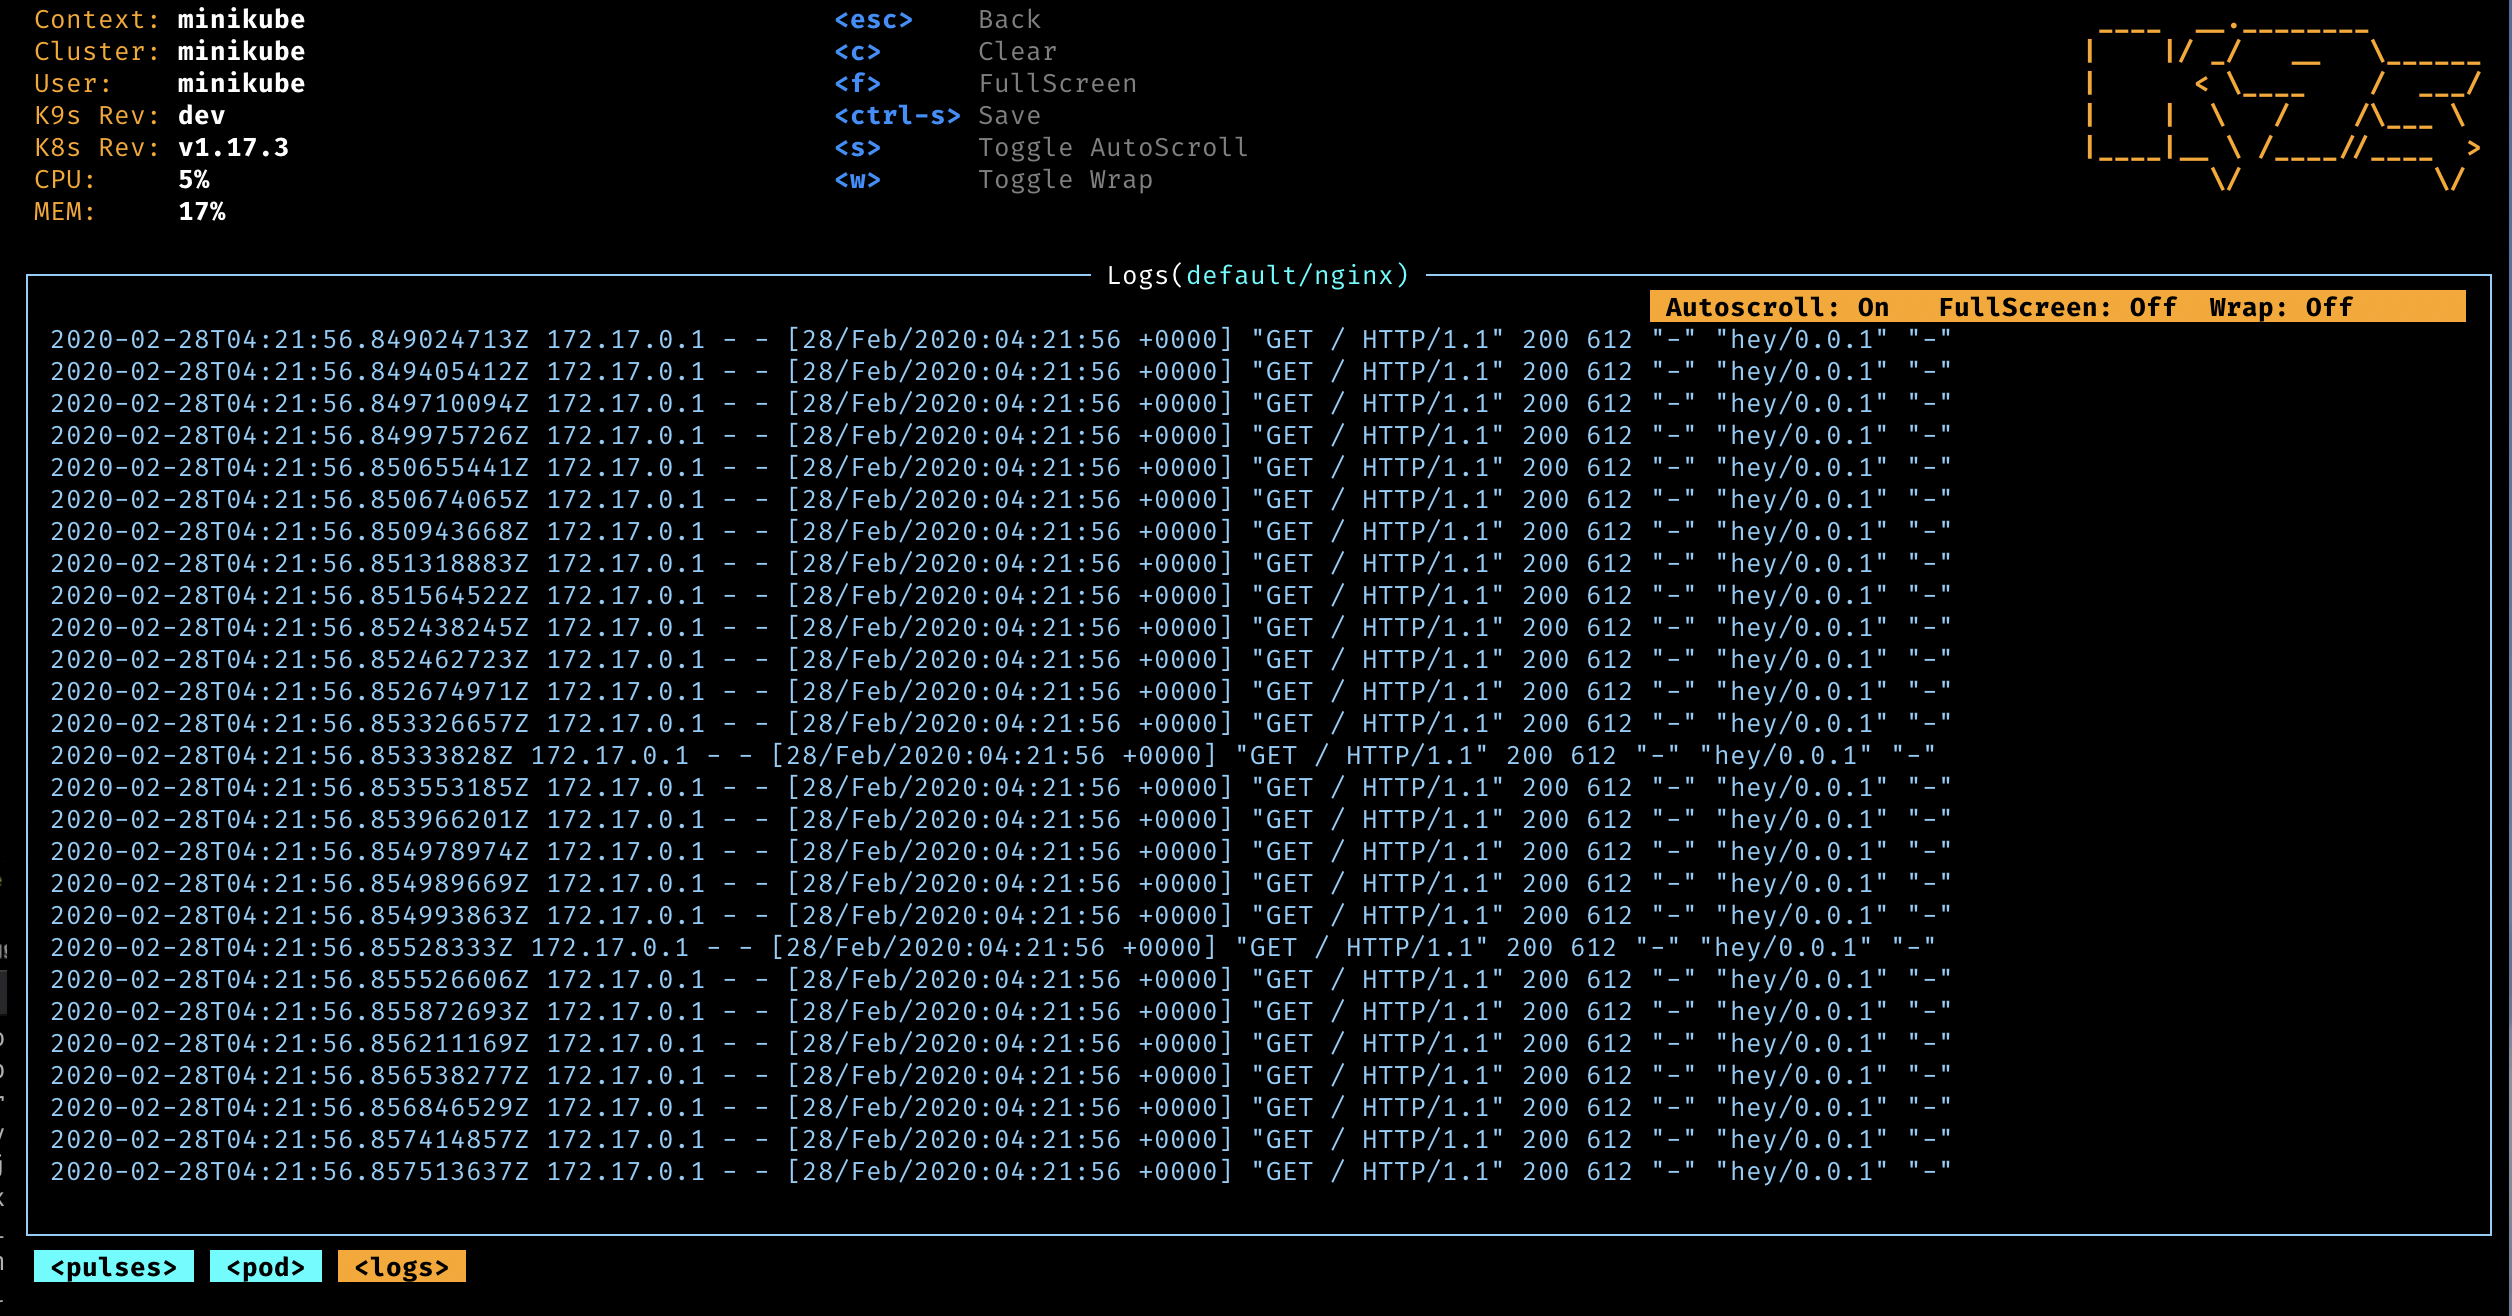 Context: minikube
Cluster: minikube
User: minikube
K9s Rev: dev
K8s Rev: v1.17.3
CPU: 5%
MEM: 17%
<esc> Back
<c> Clear
<f> FullScreen
<ctrl-s> Save
<s> Toggle AutoScroll
<w> Toggle Wrap
Logs(default/nginx)
Autoscroll: On FullScreen: Off Wrap: Off
2020-02-28T04:21:56.849024713Z 172.17.0.1 - - [28/Feb/2020:04:21:56 +0000] "GET / HTTP/1.1" 200 612 "-" "hey/0.0.1" "-"
2020-02-28T04:21:56.849405412Z 172.17.0.1 - - [28/Feb/2020:04:21:56 +0000] "GET / HTTP/1.1" 200 612 "-" "hey/0.0.1" "-"
2020-02-28T04:21:56.849710094Z 172.17.0.1 - - [28/Feb/2020:04:21:56 +0000] "GET / HTTP/1.1" 200 612 "-" "hey/0.0.1" "-"
2020-02-28T04:21:56.849975726Z 172.17.0.1 - - [28/Feb/2020:04:21:56 +0000] "GET / HTTP/1.1" 200 612 "-" "hey/0.0.1" "-"
2020-02-28T04:21:56.850655441Z 172.17.0.1 - - [28/Feb/2020:04:21:56 +0000] "GET / HTTP/1.1" 200 612 "-" "hey/0.0.1" "-"
2020-02-28T04:21:56.850674065Z 172.17.0.1 - - [28/Feb/2020:04:21:56 +0000] "GET / HTTP/1.1" 200 612 "-" "hey/0.0.1" "-"
2020-02-28T04:21:56.850943668Z 172.17.0.1 - - [28/Feb/2020:04:21:56 +0000] "GET / HTTP/1.1" 200 612 "-" "hey/0.0.1" "-"
2020-02-28T04:21:56.851318883Z 172.17.0.1 - - [28/Feb/2020:04:21:56 +0000] "GET / HTTP/1.1" 200 612 "-" "hey/0.0.1" "-"
2020-02-28T04:21:56.851564522Z 172.17.0.1 - - [28/Feb/2020:04:21:56 +0000] "GET / HTTP/1.1" 200 612 "-" "hey/0.0.1" "-"
2020-02-28T04:21:56.852438245Z 172.17.0.1 - - [28/Feb/2020:04:21:56 +0000] "GET / HTTP/1.1" 200 612 "-" "hey/0.0.1" "-"
2020-02-28T04:21:56.852462723Z 172.17.0.1 - - [28/Feb/2020:04:21:56 +0000] "GET / HTTP/1.1" 200 612 "-" "hey/0.0.1" "-"
2020-02-28T04:21:56.852674971Z 172.17.0.1 - - [28/Feb/2020:04:21:56 +0000] "GET / HTTP/1.1" 200 612 "-" "hey/0.0.1" "-"
2020-02-28T04:21:56.853326657Z 172.17.0.1 - - [28/Feb/2020:04:21:56 +0000] "GET / HTTP/1.1" 200 612 "-" "hey/0.0.1" "-"
2020-02-28T04:21:56.85333828Z 172.17.0.1 - - [28/Feb/2020:04:21:56 +0000] "GET / HTTP/1.1" 200 612 "-" "hey/0.0.1" "-"
2020-02-28T04:21:56.853553185Z 172.17.0.1 - - [28/Feb/2020:04:21:56 +0000] "GET / HTTP/1.1" 200 612 "-" "hey/0.0.1" "-"
2020-02-28T04:21:56.853966201Z 172.17.0.1 - - [28/Feb/2020:04:21:56 +0000] "GET / HTTP/1.1" 200 612 "-" "hey/0.0.1" "-"
2020-02-28T04:21:56.854978974Z 172.17.0.1 - - [28/Feb/2020:04:21:56 +0000] "GET / HTTP/1.1" 200 612 "-" "hey/0.0.1" "-"
2020-02-28T04:21:56.854989669Z 172.17.0.1 - - [28/Feb/2020:04:21:56 +0000] "GET / HTTP/1.1" 200 612 "-" "hey/0.0.1" "-"
2020-02-28T04:21:56.854993863Z 172.17.0.1 - - [28/Feb/2020:04:21:56 +0000] "GET / HTTP/1.1" 200 612 "-" "hey/0.0.1" "-"
2020-02-28T04:21:56.85528333Z 172.17.0.1 - - [28/Feb/2020:04:21:56 +0000] "GET / HTTP/1.1" 200 612 "-" "hey/0.0.1" "-"
2020-02-28T04:21:56.855526606Z 172.17.0.1 - - [28/Feb/2020:04:21:56 +0000] "GET / HTTP/1.1" 200 612 "-" "hey/0.0.1" "-"
2020-02-28T04:21:56.855872693Z 172.17.0.1 - - [28/Feb/2020:04:21:56 +0000] "GET / HTTP/1.1" 200 612 "-" "hey/0.0.1" "-"
2020-02-28T04:21:56.856211169Z 172.17.0.1 - - [28/Feb/2020:04:21:56 +0000] "GET / HTTP/1.1" 200 612 "-" "hey/0.0.1" "-"
2020-02-28T04:21:56.856538277Z 172.17.0.1 - - [28/Feb/2020:04:21:56 +0000] "GET / HTTP/1.1" 200 612 "-" "hey/0.0.1" "-"
2020-02-28T04:21:56.856846529Z 172.17.0.1 - - [28/Feb/2020:04:21:56 +0000] "GET / HTTP/1.1" 200 612 "-" "hey/0.0.1" "-"
2020-02-28T04:21:56.857414857Z 172.17.0.1 - - [28/Feb/2020:04:21:56 +0000] "GET / HTTP/1.1" 200 612 "-" "hey/0.0.1" "-"
2020-02-28T04:21:56.857513637Z 172.17.0.1 - - [28/Feb/2020:04:21:56 +0000] "GET / HTTP/1.1" 200 612 "-" "hey/0.0.1" "-"
<pulses> <pod> <logs>